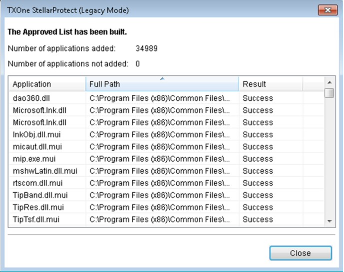 TXOne StellarProtect (Legacy Mode)
The Approved List has been built.
Number of applications added: 34989
Number of applications not added: 0
Application Full Path Result
dao360.dll C:\Program Files (x86)\Common Files\... Success
Microsoft.Ink.dll C:\Program Files (x86)\Common Files\... Success
Microsoft.Ink.dll C:\Program Files (x86)\Common Files\... Success
InkObj.dll.mui C:\Program Files (x86)\Common Files\... Success
micaut.dll.mui C:\Program Files (x86)\Common Files\... Success
mip.exe.mui C:\Program Files (x86)\Common Files\... Success
mshwLatin.dll.mui C:\Program Files (x86)\Common Files\... Success
rtscom.dll.mui C:\Program Files (x86)\Common Files\... Success
TipBand.dll.mui C:\Program Files (x86)\Common Files\... Success
TipRes.dll.mui C:\Program Files (x86)\Common Files\... Success
TipTsf.dll.mui C:\Program Files (x86)\Common Files\... Success
Close